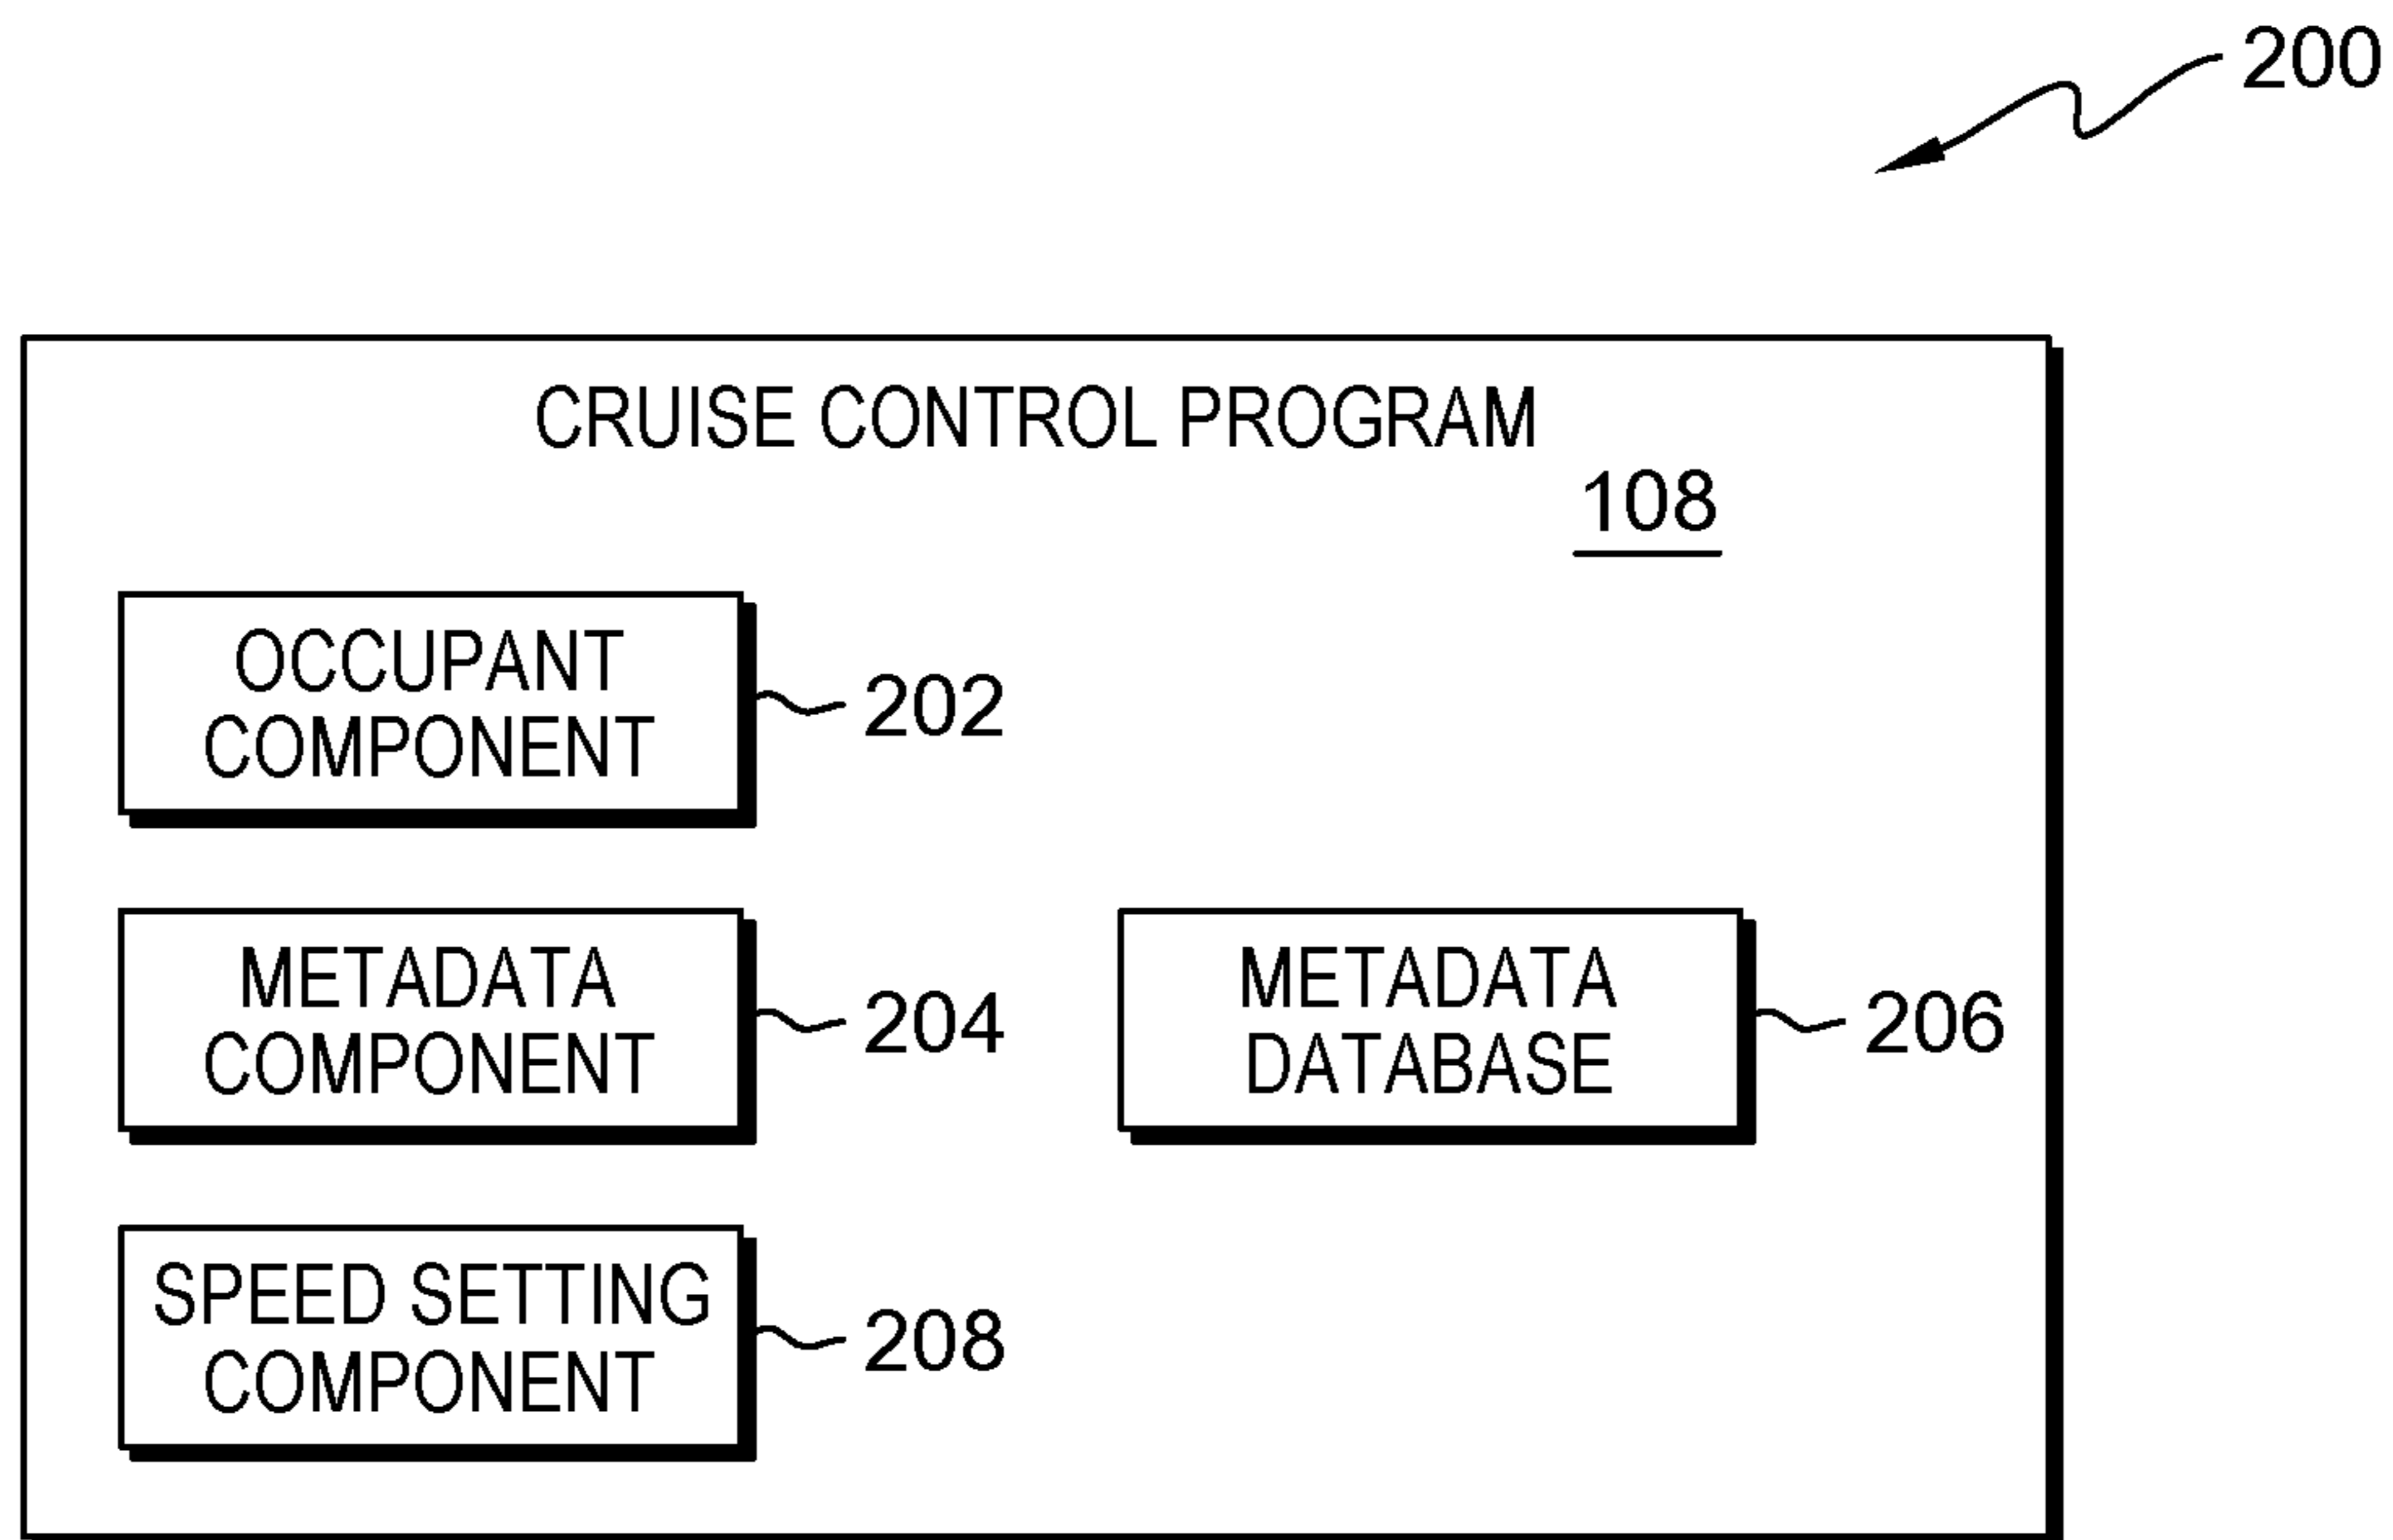 200
CRUISE CONTROL PROGRAM
108
OCCUPANT
COMPONENT
202
METADATA
COMPONENT
204
METADATA
DATABASE
206
SPEED SETTING
COMPONENT
208